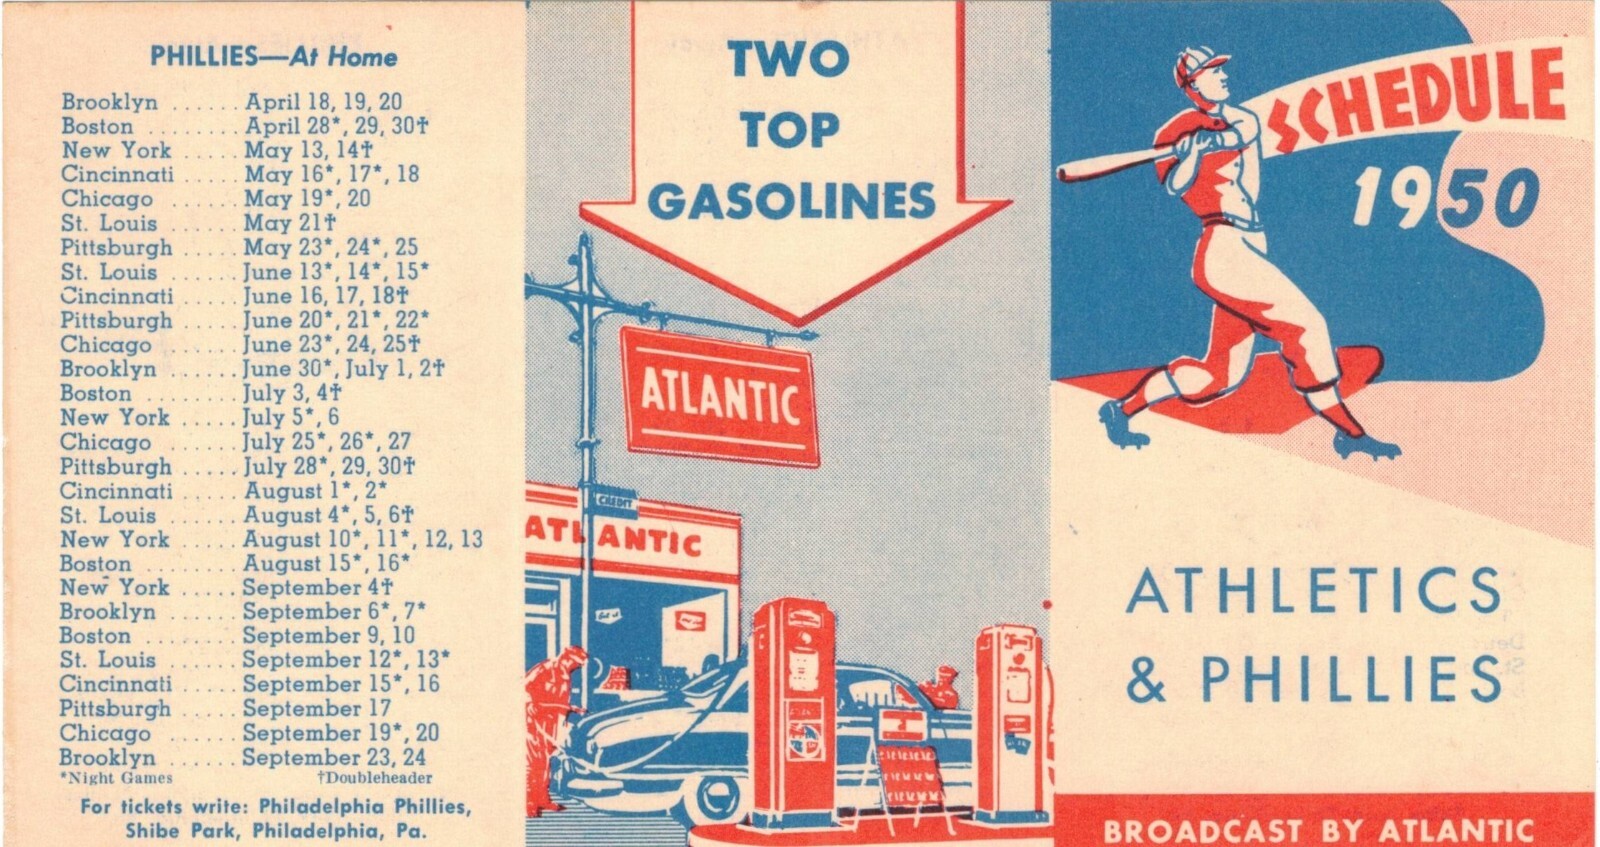 PHILLIES—At Home
Brooklyn ...... April 18, 19, 20
Boston ........ April 28*, 29, 30†
New York ..... May 13, 14†
Cincinnati ..... May 16*, 17*, 18
Chicago ...... May 19*, 20
St. Louis ...... May 21†
Pittsburgh ..... May 23*, 24*, 25
St. Louis ...... June 13*, 14*, 15*
Cincinnati ..... June 16, 17, 18†
Pittsburgh ..... June 20*, 21*, 22*
Chicago ...... June 23*, 24, 25†
Brooklyn ...... June 30*, July 1, 2†
Boston ........ July 3, 4†
New York ..... July 5*, 6
Chicago ...... July 25*, 26*, 27
Pittsburgh ..... July 28*, 29, 30†
Cincinnati ..... August 1*, 2*
St. Louis ...... August 4*, 5, 6†
New York ..... August 10*, 11*, 12, 13
Boston ........ August 15*, 16*
New York ..... September 4†
Brooklyn ...... September 6*, 7*
Boston ........ September 9, 10
St. Louis ...... September 12*, 13*
Cincinnati ..... September 15*, 16
Pittsburgh ..... September 17
Chicago ...... September 19*, 20
Brooklyn ...... September 23, 24
*Night Games †Doubleheader
For tickets write: Philadelphia Phillies,
Shibe Park, Philadelphia, Pa.
TWO
TOP
GASOLINES
ATLANTIC
CREDIT
ATLANTIC
SCHEDULE
1950
ATHLETICS
& PHILLIES
BROADCAST BY ATLANTIC